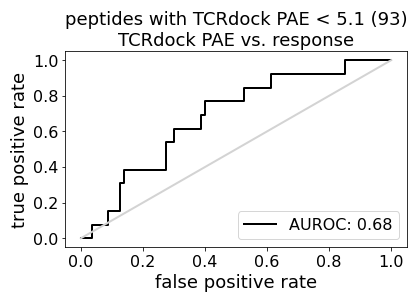 peptides with TCRdock PAE < 5.1 (93)
TCRdock PAE vs. response
true positive rate
1.0
0.8
0.6
0.4
0.2
0.0
AUROC: 0.68
0.0 0.2 0.4 0.6 0.8 1.0
false positive rate